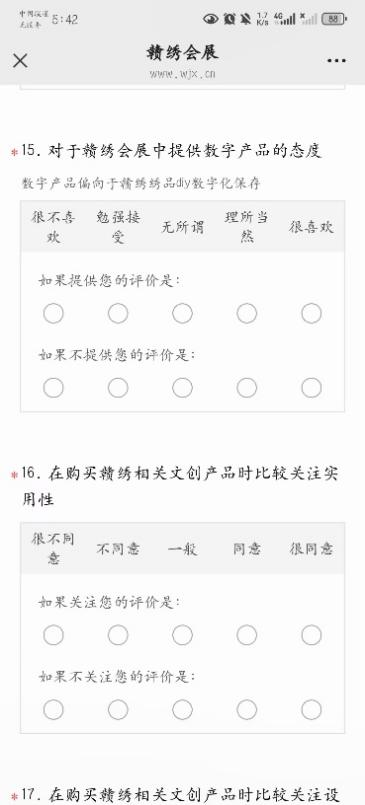 中国联通 5:42 1.7 K/s 4G 88
无服务
赣绣会展
www.wjx.cn
*15. 对于赣绣会展中提供数字产品的态度
数字产品偏向于赣绣绣品diy数字化保存
很不喜欢 勉强接受 无所谓 理所当然 很喜欢
如果提供您的评价是:
如果不提供您的评价是:
*16. 在购买赣绣相关文创产品时比较关注实
用性
很不同意 不同意 一般 同意 很同意
如果关注您的评价是:
如果不关注您的评价是:
*17. 在购买赣绣相关文创产品时比较关注设